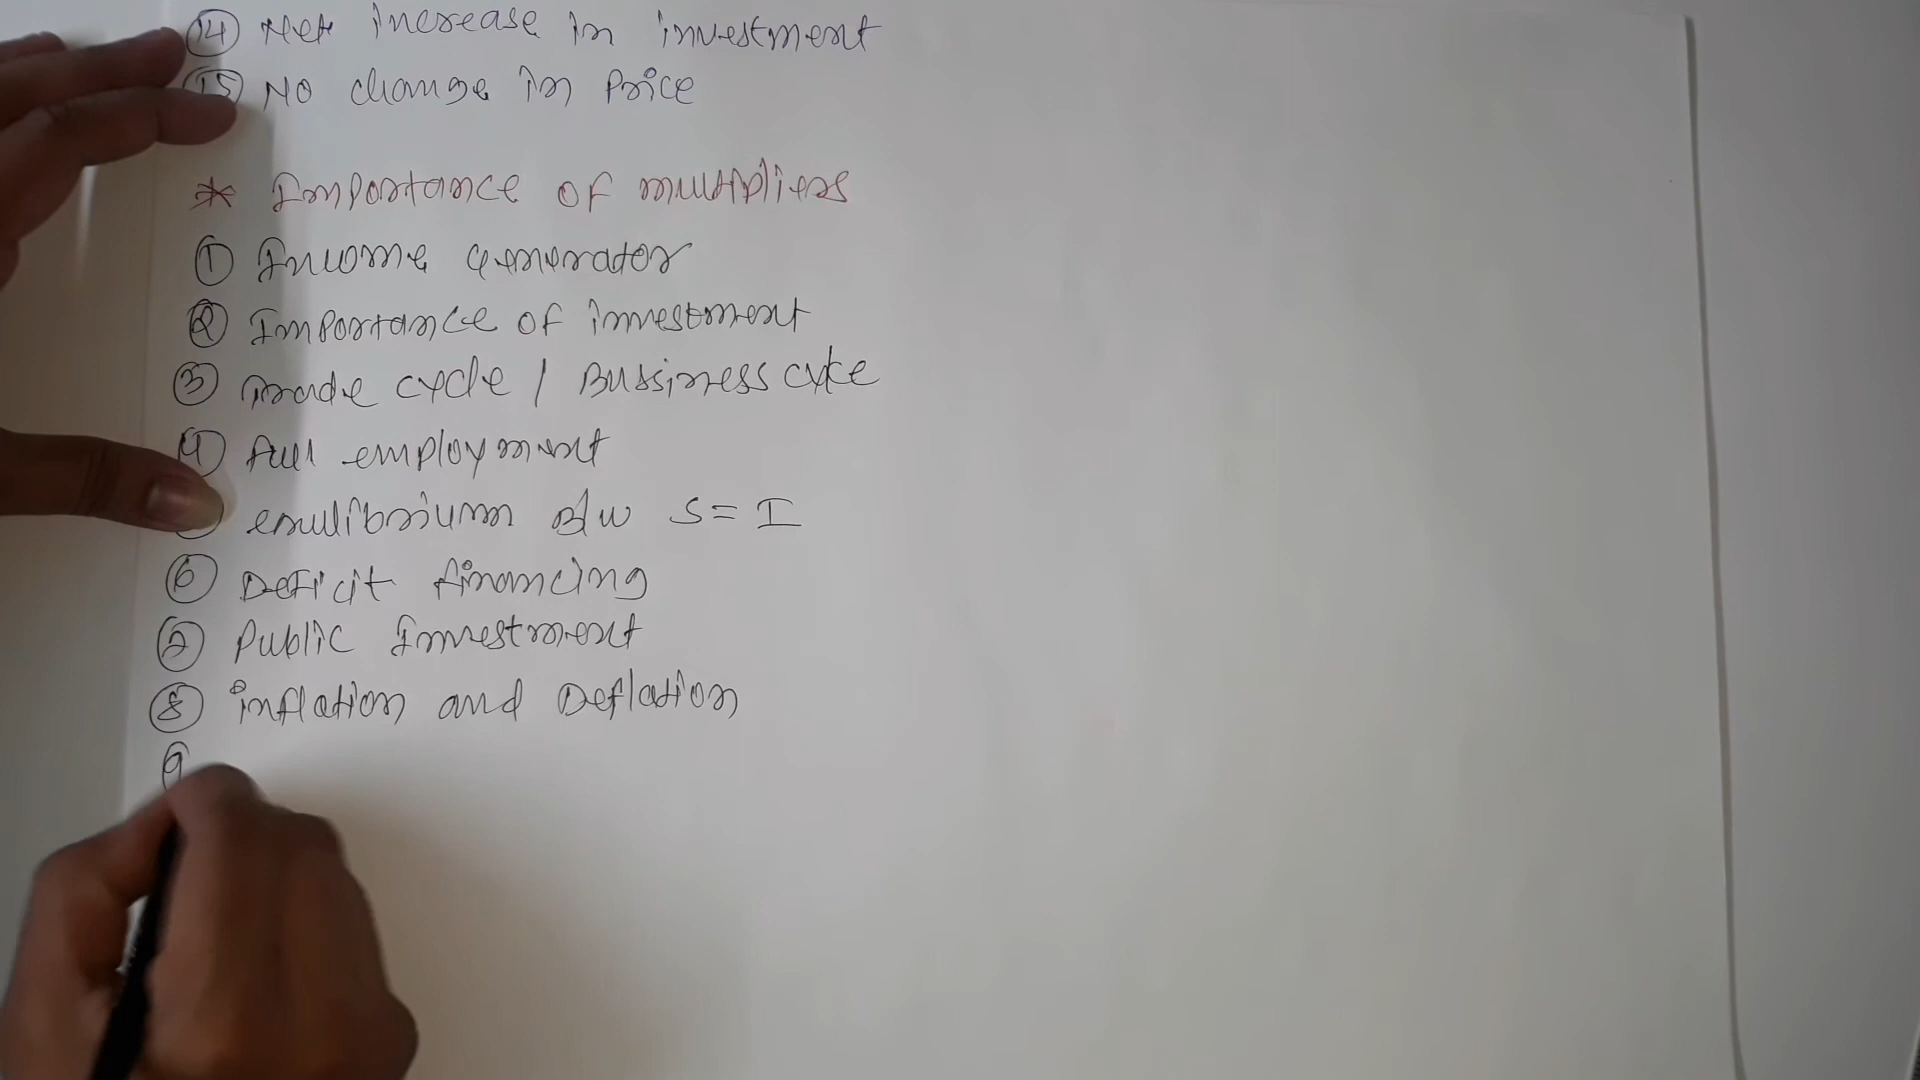 14 Net increase in investment
15 No change in Price
* Importance of multipliers
1 Income Generator
2 Importance of investment
3 Trade cycle / Bussiness cycle
4 full employment
enulibrium b/w S = I
6 Deficit financing
7 Public Investment
8 inflation and Deflation
9